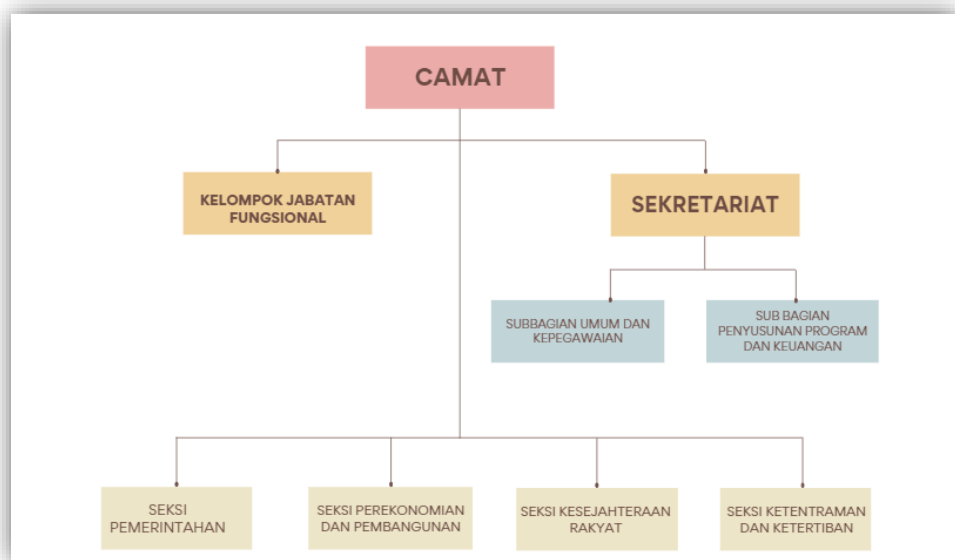 CAMAT
KELOMPOK JABATAN
FUNGSIONAL
SEKRETARIAT
SUBBAGIAN UMUM DAN
KEPEGAWAIAN
SUB BAGIAN
PENYUSUNAN PROGRAM
DAN KEUANGAN
SEKSI
PEMERINTAHAN
SEKSI PEREKONOMIAN
DAN PEMBANGUNAN
SEKSI KESEJAHTERAAN
RAKYAT
SEKSI KETENTRAMAN
DAN KETERTIBAN